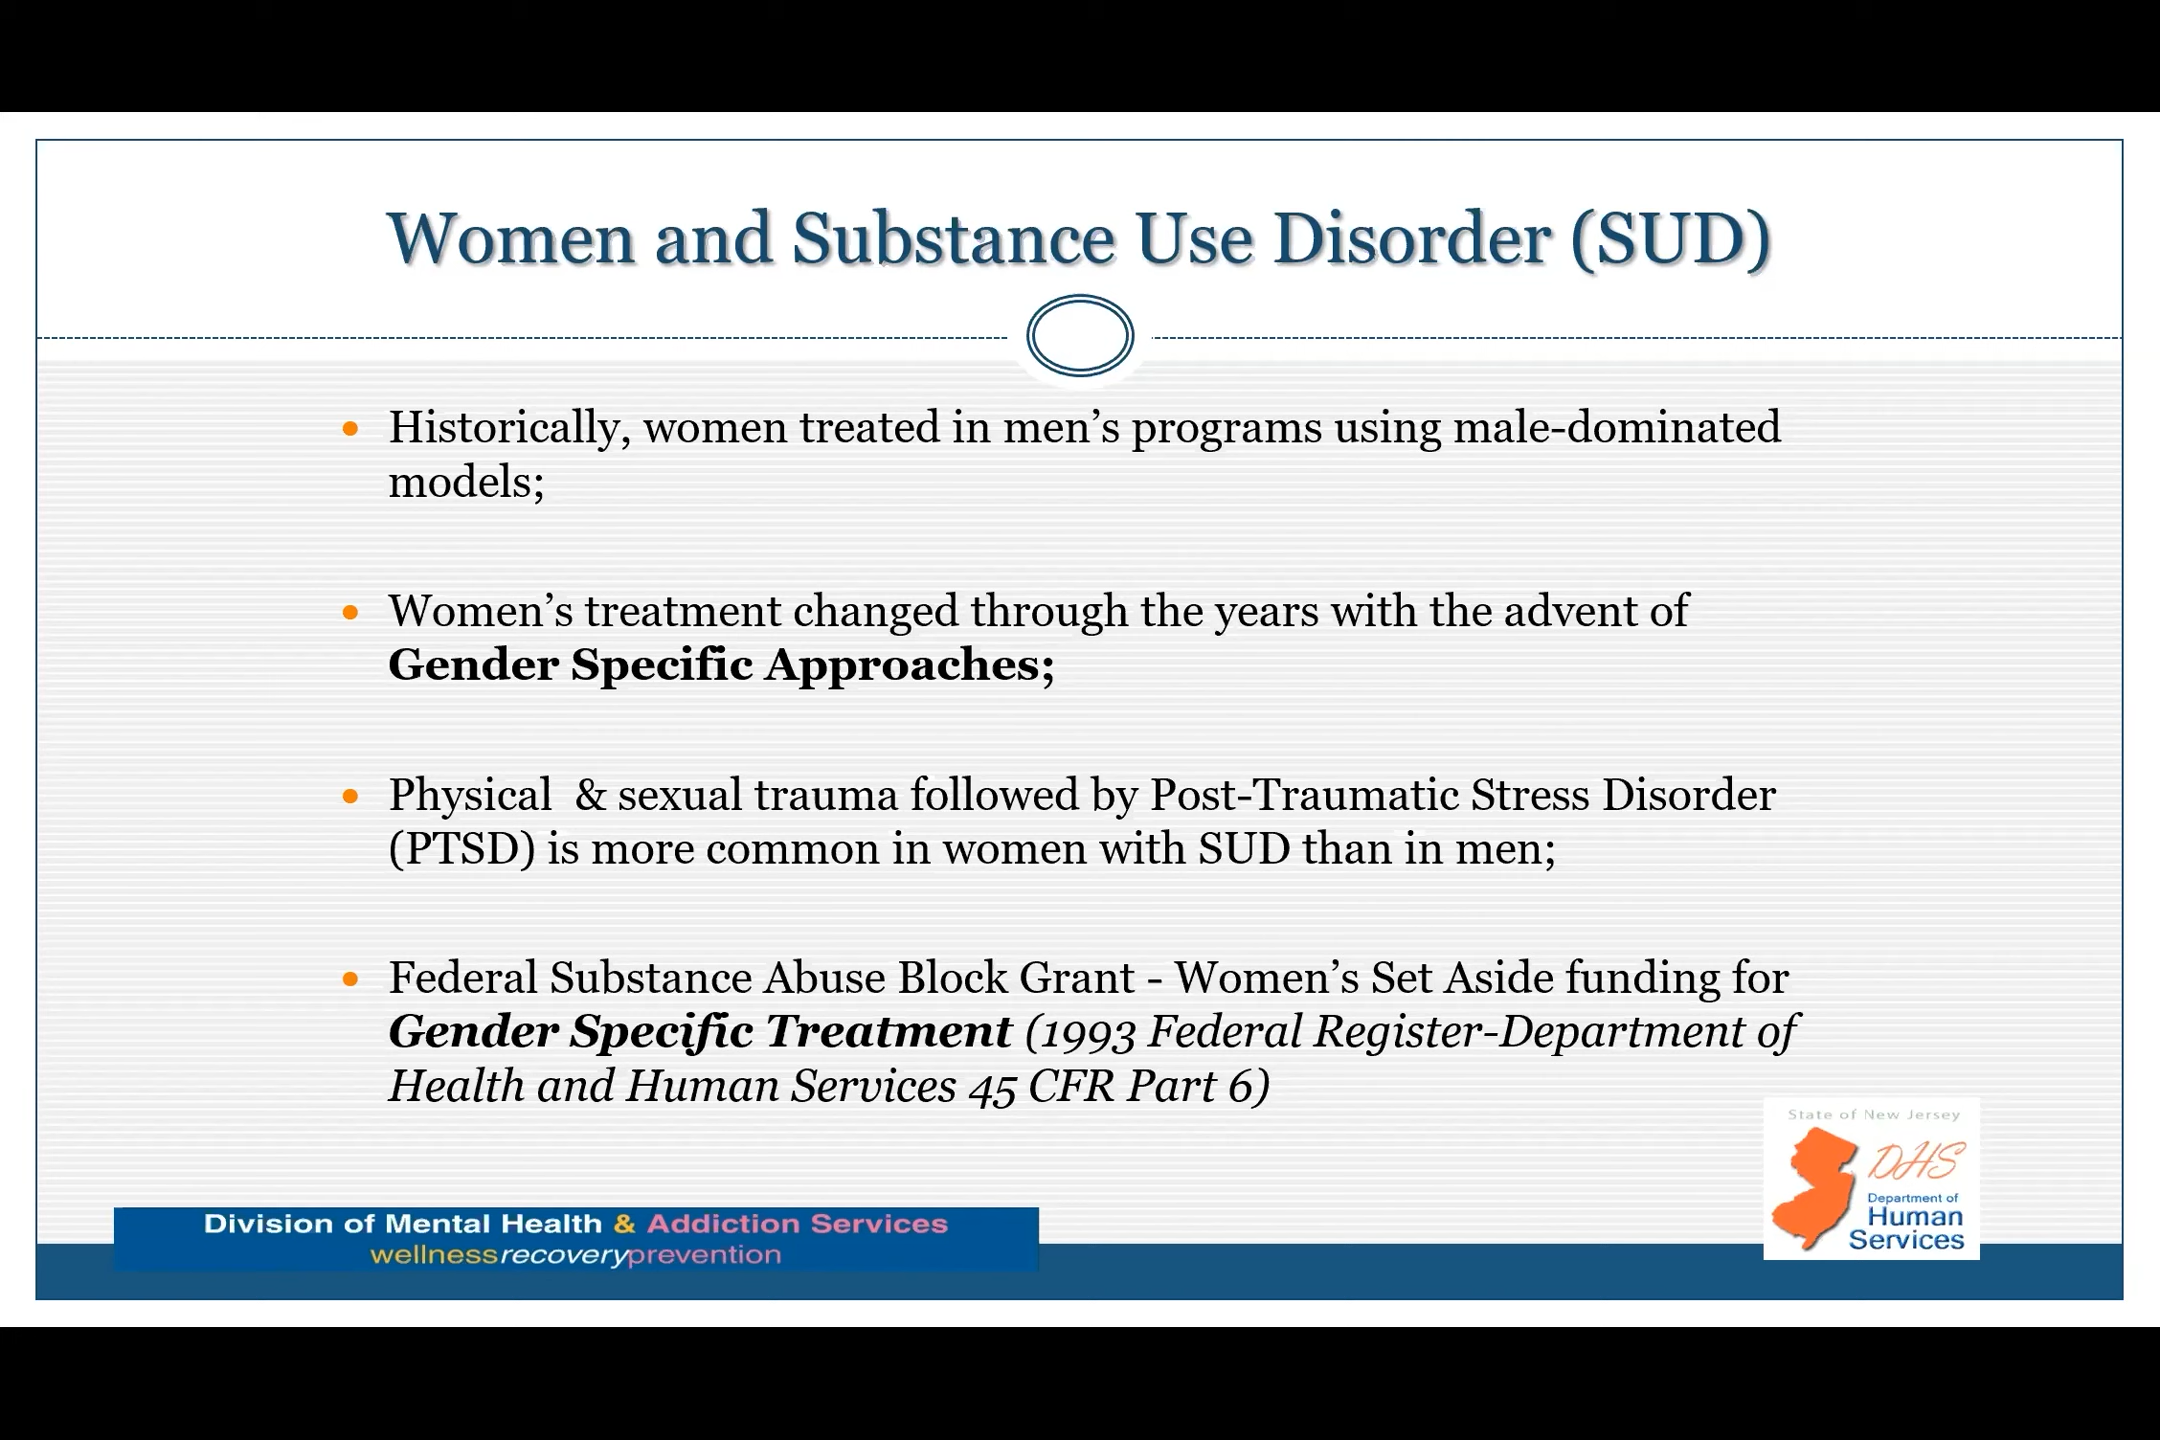 Women and Substance Use Disorder (SUD)
• Historically, women treated in men’s programs using male-dominated
models;
• Women’s treatment changed through the years with the advent of
Gender Specific Approaches;
• Physical  & sexual trauma followed by Post-Traumatic Stress Disorder
(PTSD) is more common in women with SUD than in men;
• Federal Substance Abuse Block Grant - Women’s Set Aside funding for
Gender Specific Treatment (1993 Federal Register-Department of
Health and Human Services 45 CFR Part 6)
State of New Jersey
DHS
Department of
Human
Services
Division of Mental Health & Addiction Services
wellnessrecoveryprevention